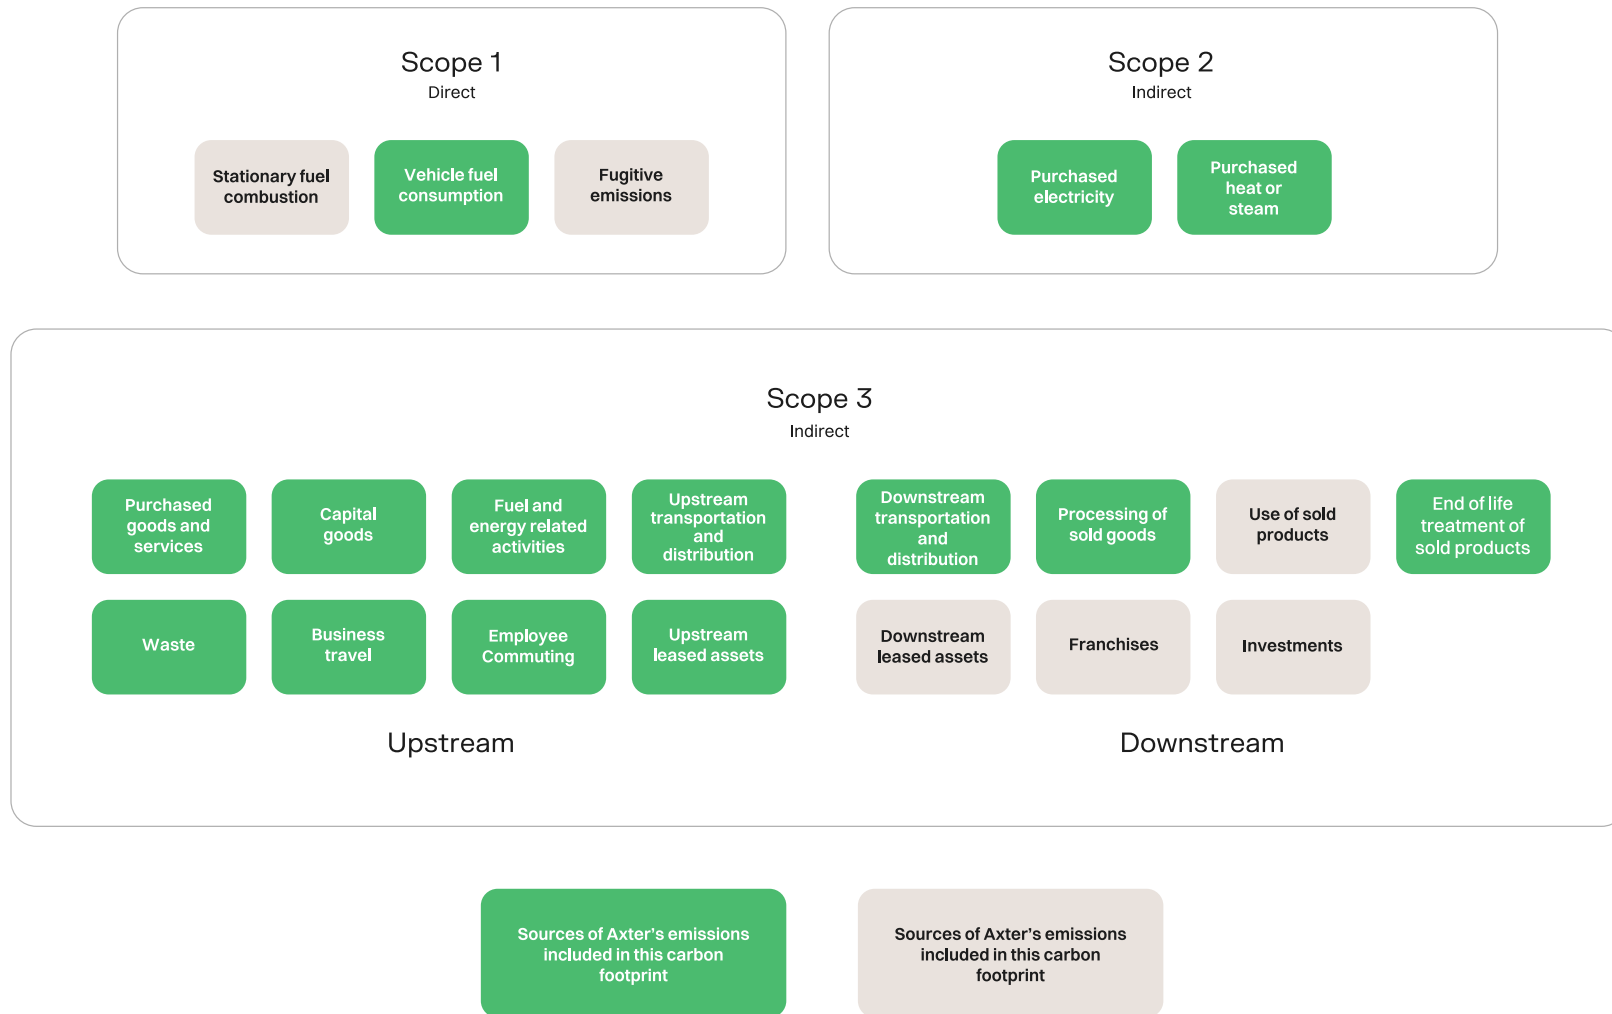 Scope 1
Direct
Stationary fuel
combustion
Vehicle fuel
consumption
Fugitive
emissions
Scope 2
Indirect
Purchased
electricity
Purchased
heat or
steam
Scope 3
Indirect
Purchased
goods and
services
Capital
goods
Fuel and
energy related
activities
Upstream
transportation
and
distribution
Downstream
transportation
and
distribution
Processing of
sold goods
Use of sold
products
End of life
treatment of
sold products
Waste
Business
travel
Employee
Commuting
Upstream
leased assets
Downstream
leased assets
Franchises
Investments
Upstream
Downstream
Sources of Axter’s emissions
included in this carbon
footprint
Sources of Axter’s emissions
included in this carbon
footprint